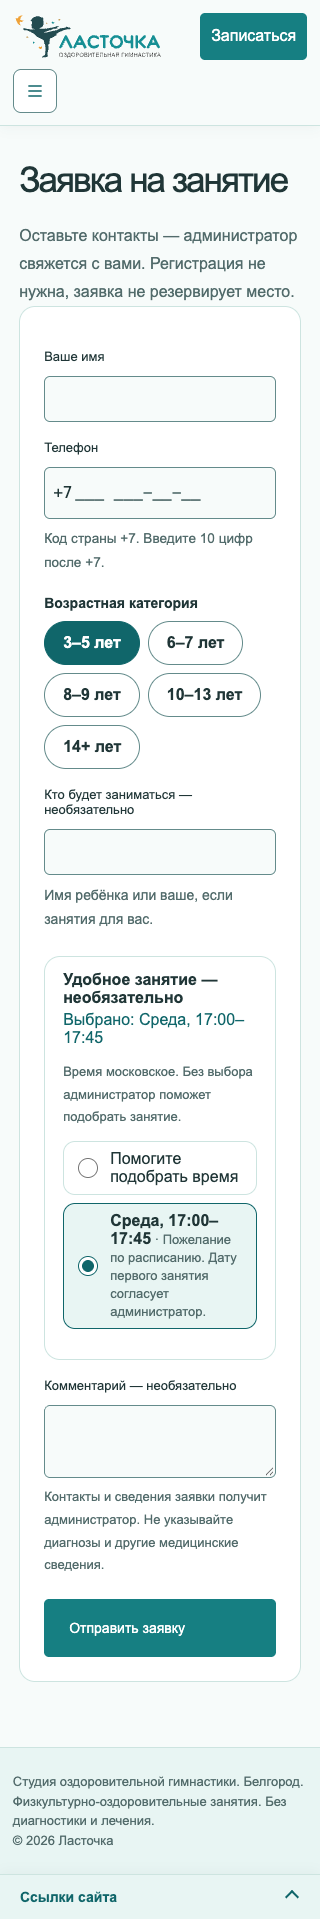 ЛАСТОЧКА
ОЗДОРОВИТЕЛЬНАЯ ГИМНАСТИКА
Записаться
Заявка на занятие
Оставьте контакты — администратор
свяжется с вами. Регистрация не
нужна, заявка не резервирует место.
Ваше имя
Телефон
+7 ___ ___–__–__
Код страны +7. Введите 10 цифр
после +7.
Возрастная категория
3–5 лет
6–7 лет
8–9 лет
10–13 лет
14+ лет
Кто будет заниматься —
необязательно
Имя ребёнка или ваше, если
занятия для вас.
Удобное занятие —
необязательно
Выбрано: Среда, 17:00–
17:45
Время московское. Без выбора
администратор поможет
подобрать занятие.
Помогите
подобрать время
Среда, 17:00–
17:45 · Пожелание
по расписанию. Дату
первого занятия
согласует
администратор.
Комментарий — необязательно
Контакты и сведения заявки получит
администратор. Не указывайте
диагнозы и другие медицинские
сведения.
Отправить заявку
Студия оздоровительной гимнастики. Белгород.
Физкультурно-оздоровительные занятия. Без
диагностики и лечения.
© 2026 Ласточка
Ссылки сайта